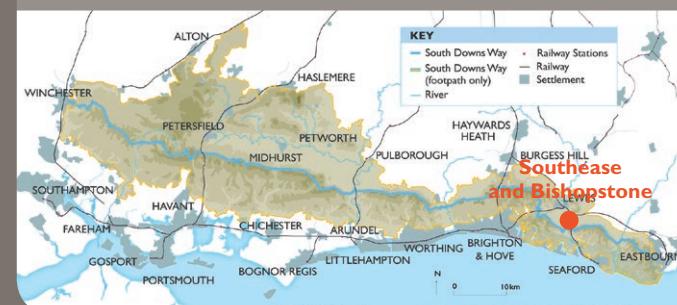 ALTON
KEY
South Downs Way
South Downs Way
(footpath only)
River
Railway Stations
Railway
Settlement
WINCHESTER
HASLEMERE
PETERSFIELD
PETWORTH
HAYWARDS
HEATH
MIDHURST
PULBOROUGH
BURGESS HILL
Southease
and Bishopstone
LEWES
SOUTHAMPTON
HAVANT
FAREHAM
CHICHESTER
ARUNDEL
GOSPORT
PORTSMOUTH
BOGNOR REGIS
LITTLEHAMPTON
WORTHING
BRIGHTON
& HOVE
SEAFORD
EASTBOURN
N
0 10km